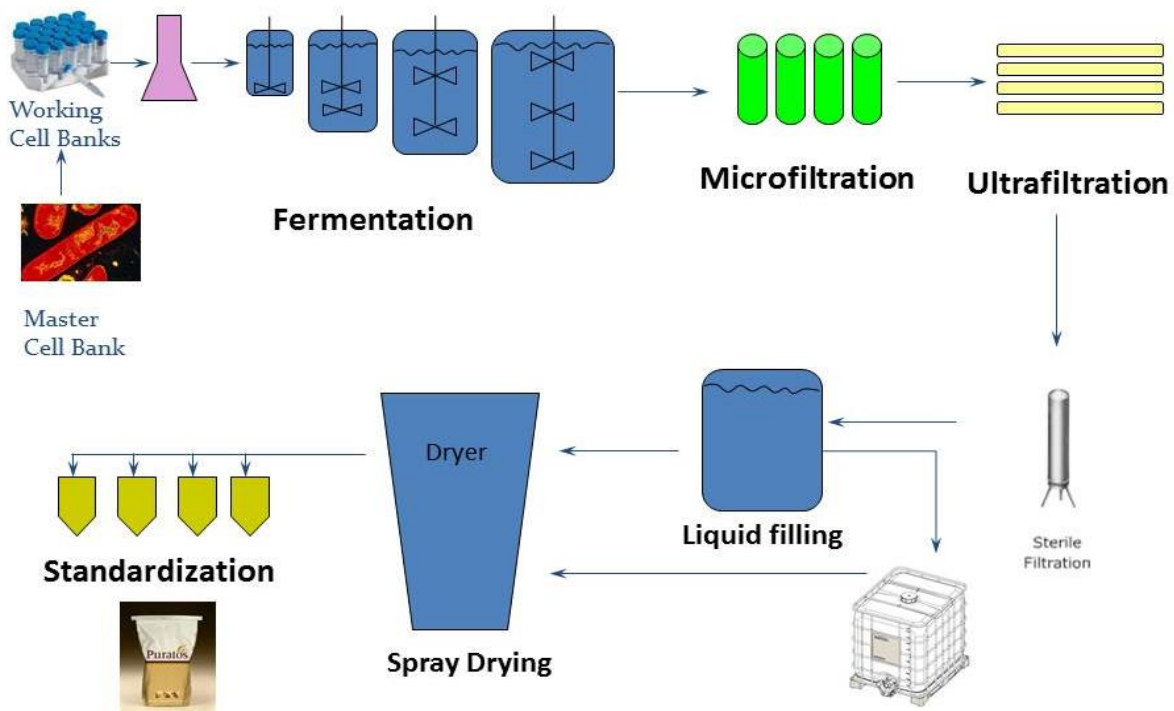 Working
Cell Banks
Master
Cell Bank
Fermentation
Microfiltration
Ultrafiltration
Sterile
Filtration
Liquid filling
Dryer
Spray Drying
Standardization
Puratos